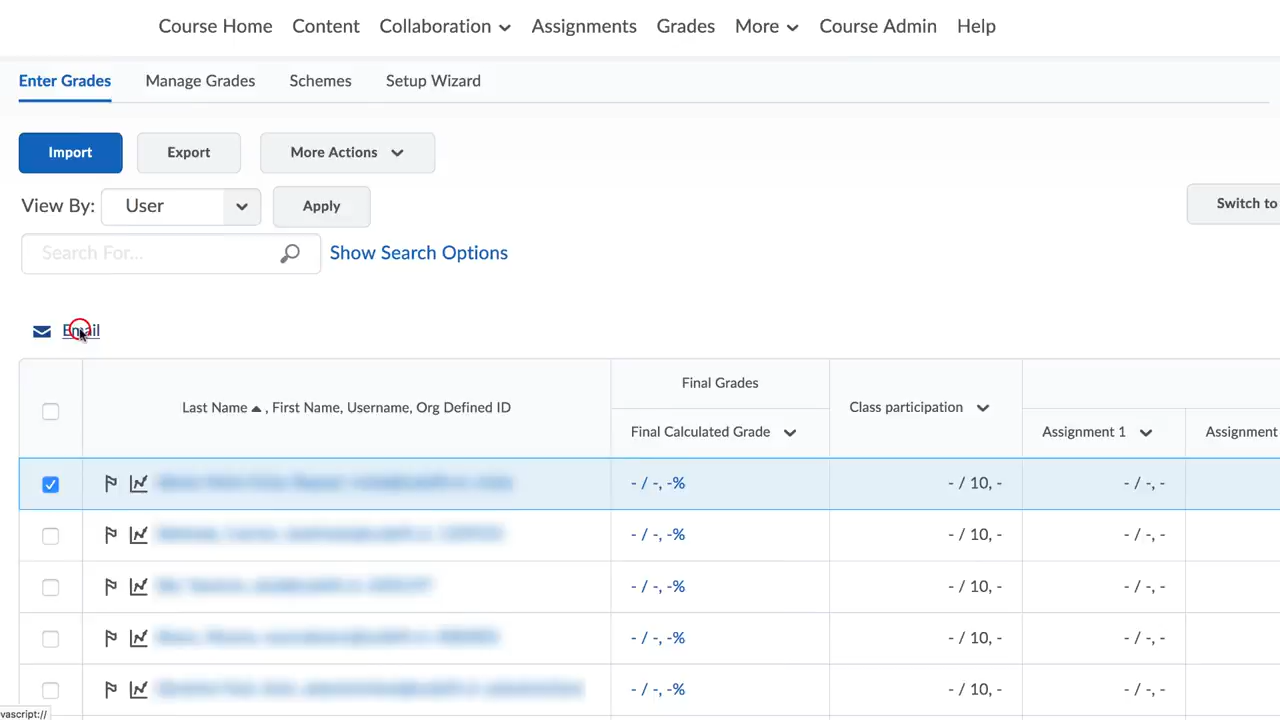 Course Home Content Collaboration Assignments Grades More Course Admin Help
Enter Grades Manage Grades Schemes Setup Wizard
Import Export More Actions
View By: User Apply Switch to
Search For... Show Search Options
Email
Final Grades
Last Name , First Name, Username, Org Defined ID Class participation
Final Calculated Grade Assignment 1 Assignment
- / -, -% - / 10, - - / -, -
- / -, -% - / 10, - - / -, -
- / -, -% - / 10, - - / -, -
- / -, -% - / 10, - - / -, -
- / -, -% - / 10, - - / -, -
vascript://